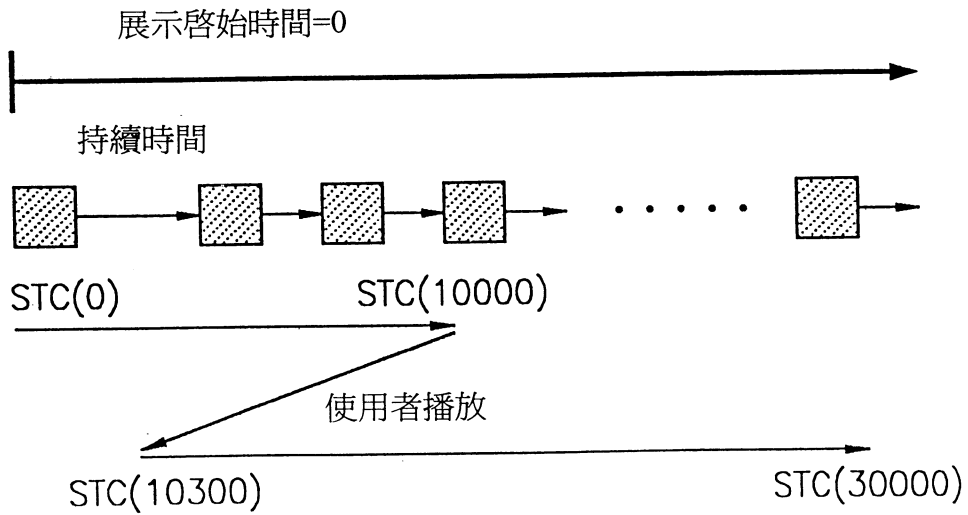 展示啓始時間=0
持續時間
STC(0)
STC(10000)
使用者播放
STC(10300)
STC(30000)